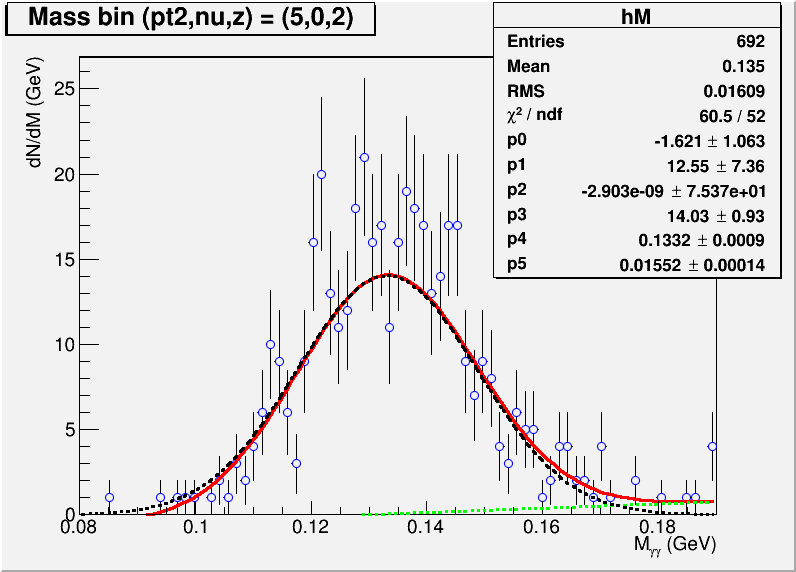 Mass bin (pt2,nu,z) = (5,0,2)
hM
Entries 692
Mean 0.135
RMS 0.01609
χ² / ndf 60.5 / 52
p0 -1.621 ± 1.063
p1 12.55 ± 7.36
p2 -2.903e-09 ± 7.537e+01
p3 14.03 ± 0.93
p4 0.1332 ± 0.0009
p5 0.01552 ± 0.00014
dN/dM (GeV)
25
20
15
10
5
0
0.08 0.1 0.12 0.14 0.16 0.18
Mγγ (GeV)